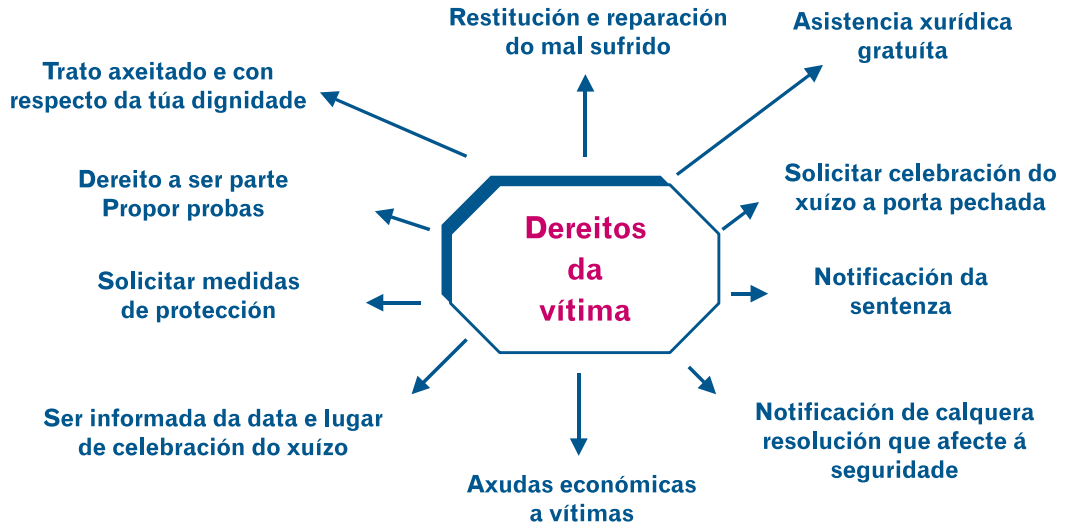 Restitución e reparación
do mal sufrido
Asistencia xurídica
gratuíta
Trato axeitado e con
respecto da túa dignidade
Dereito a ser parte
Propor probas
Solicitar celebración do
xuízo a porta pechada
Dereitos
da
vítima
Solicitar medidas
de protección
Notificación da
sentenza
Ser informada da data e lugar
de celebración do xuízo
Notificación de calquera
resolución que afecte á
seguridade
Axudas económicas
a vítimas